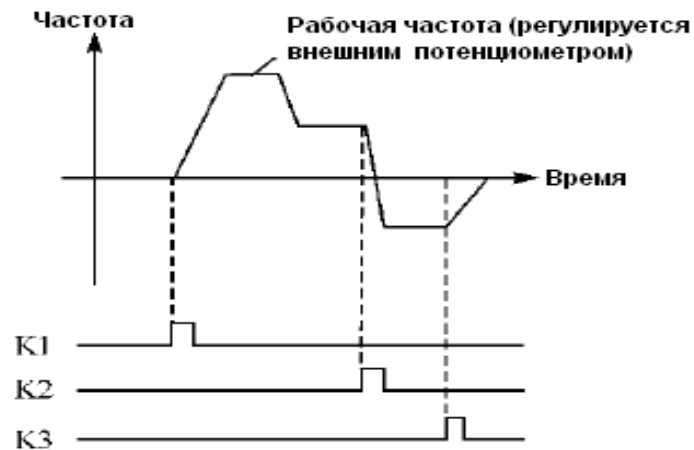 Частота
Рабочая частота (регулируется
внешним потенциометром)
Время
K1
K2
K3